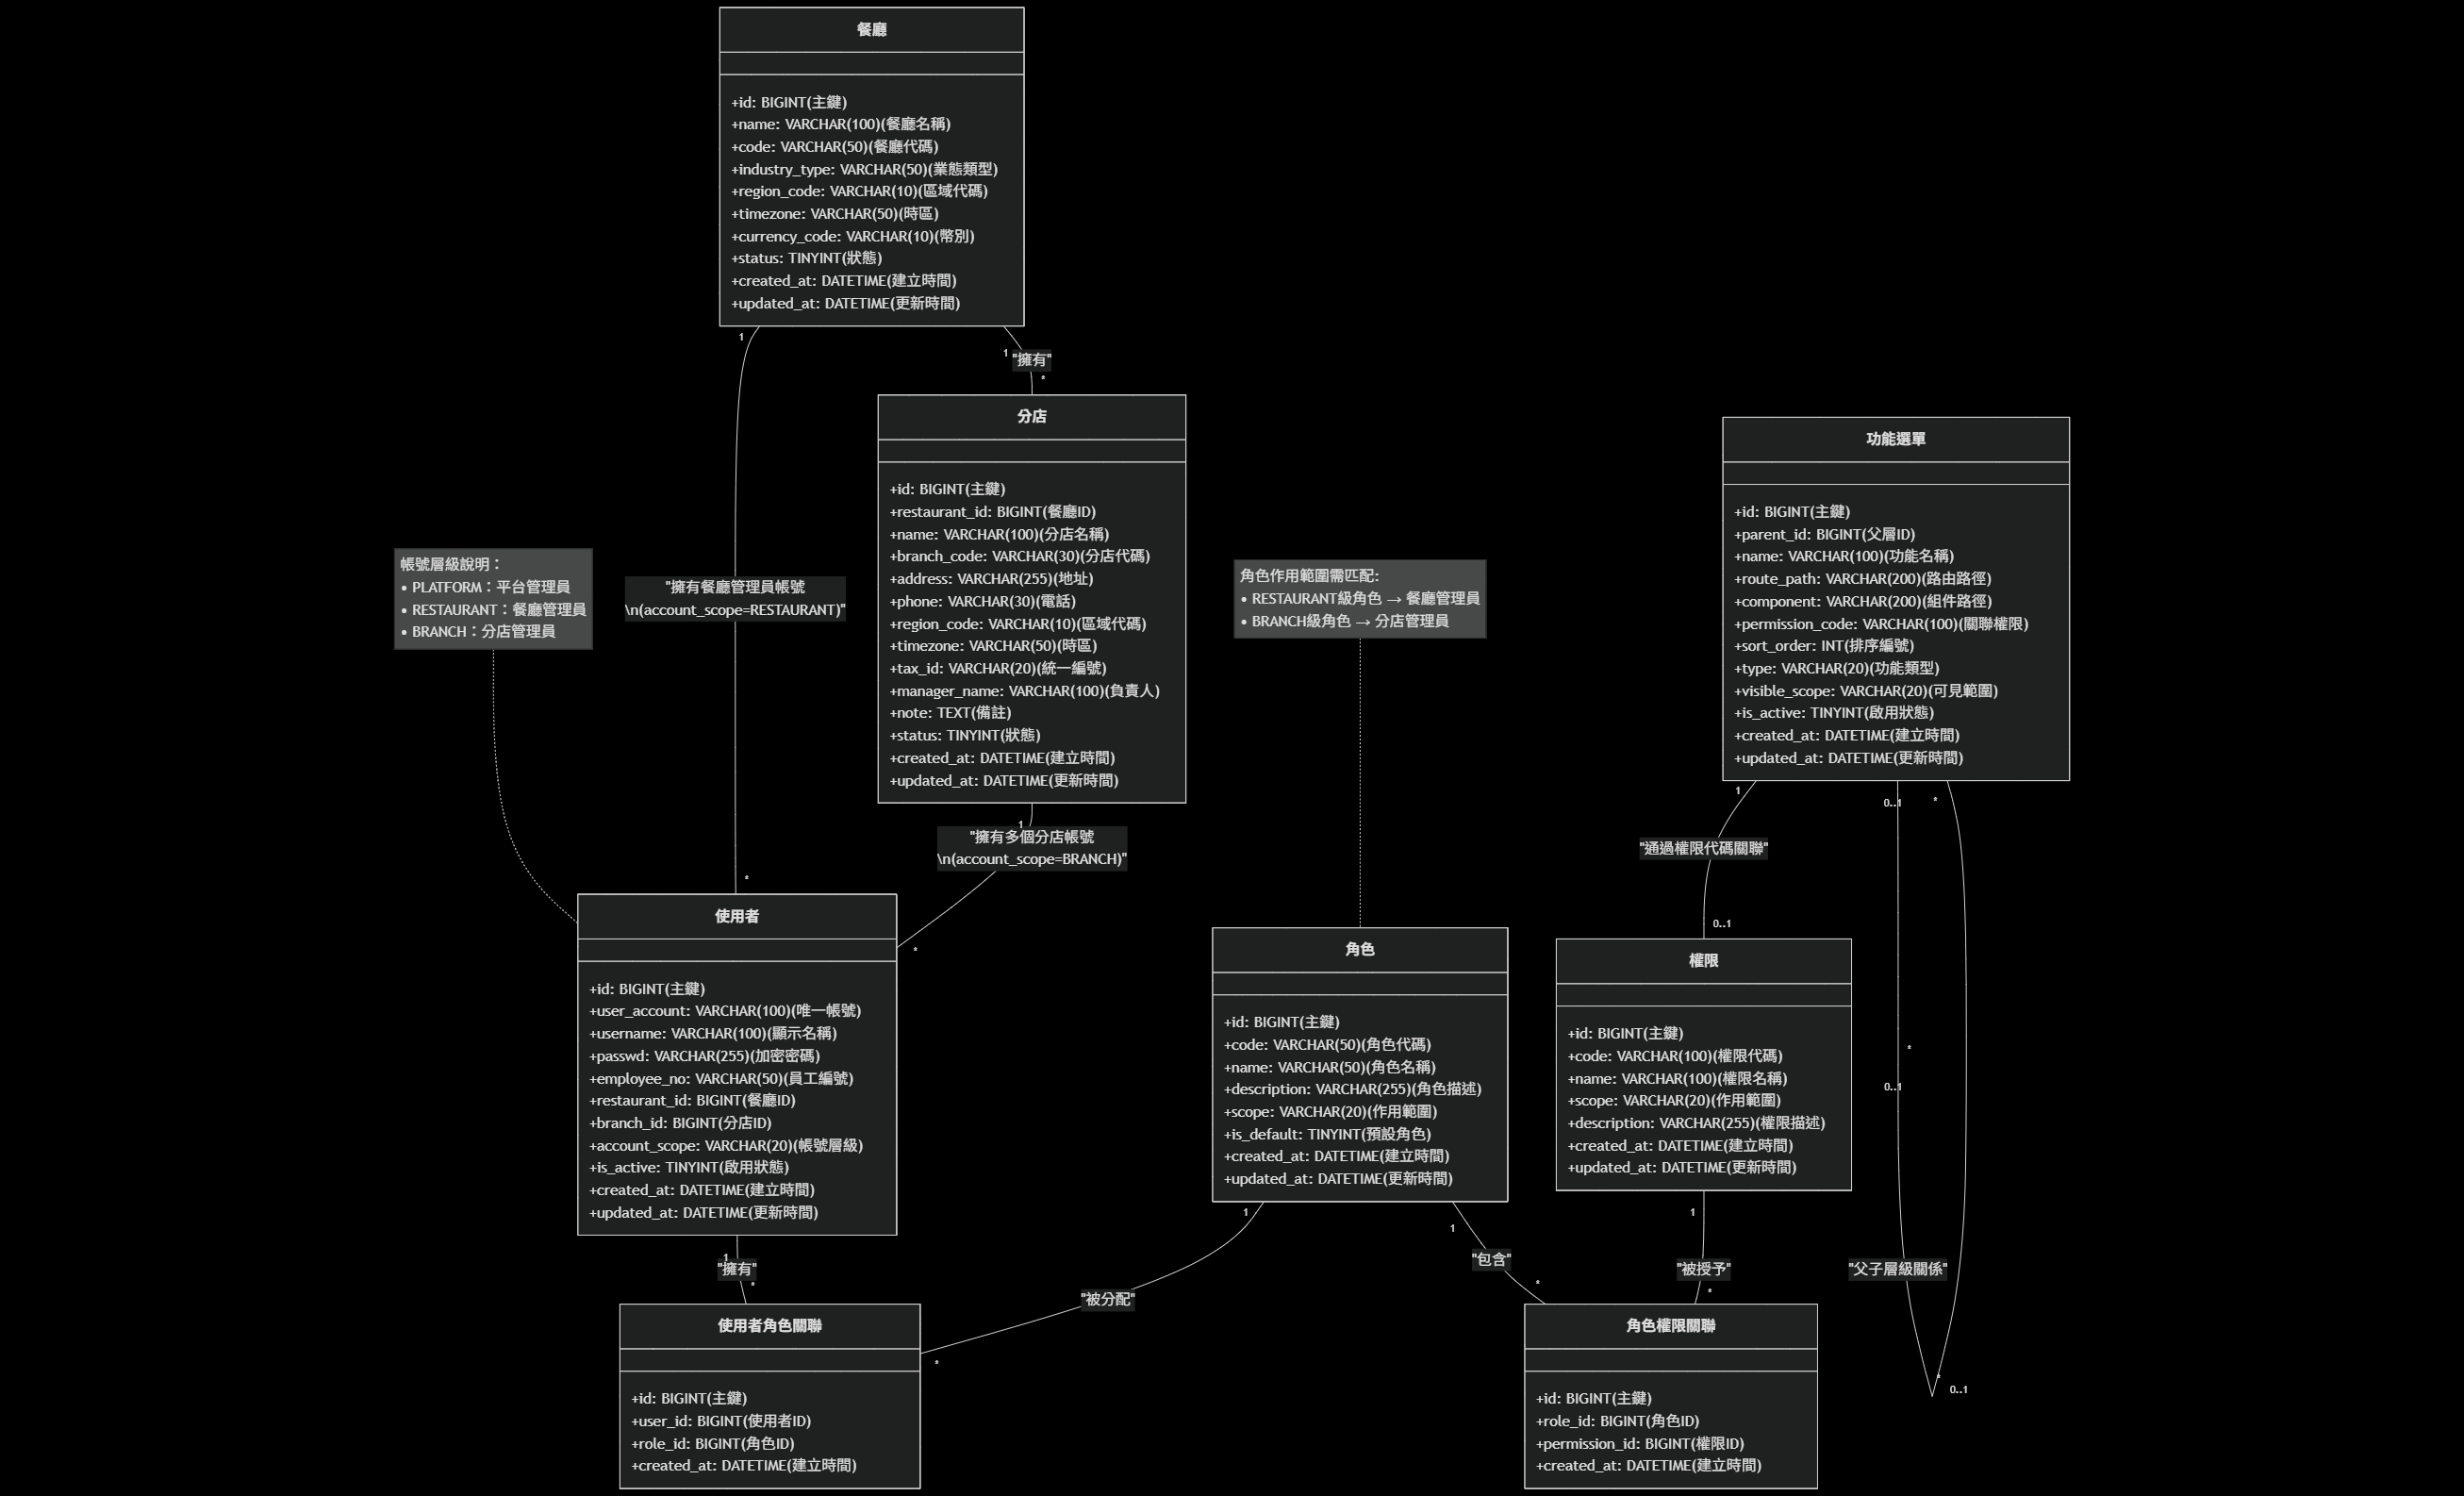 餐廳
+id: BIGINT(主鍵)
+name: VARCHAR(100)(餐廳名稱)
+code: VARCHAR(50)(餐廳代碼)
+industry_type: VARCHAR(50)(業態類型)
+region_code: VARCHAR(10)(區域代碼)
+timezone: VARCHAR(50)(時區)
+currency_code: VARCHAR(10)(幣別)
+status: TINYINT(狀態)
+created_at: DATETIME(建立時間)
+updated_at: DATETIME(更新時間)
1
1
"擁有"
*
分店
+id: BIGINT(主鍵)
+restaurant_id: BIGINT(餐廳ID)
+name: VARCHAR(100)(分店名稱)
+branch_code: VARCHAR(30)(分店代碼)
+address: VARCHAR(255)(地址)
+phone: VARCHAR(30)(電話)
+region_code: VARCHAR(10)(區域代碼)
+timezone: VARCHAR(50)(時區)
+tax_id: VARCHAR(20)(統一編號)
+manager_name: VARCHAR(100)(負責人)
+note: TEXT(備註)
+status: TINYINT(狀態)
+created_at: DATETIME(建立時間)
+updated_at: DATETIME(更新時間)
功能選單
+id: BIGINT(主鍵)
+parent_id: BIGINT(父層ID)
+name: VARCHAR(100)(功能名稱)
+route_path: VARCHAR(200)(路由路徑)
+component: VARCHAR(200)(組件路徑)
+permission_code: VARCHAR(100)(關聯權限)
+sort_order: INT(排序編號)
+type: VARCHAR(20)(功能類型)
+visible_scope: VARCHAR(20)(可見範圍)
+is_active: TINYINT(啟用狀態)
+created_at: DATETIME(建立時間)
+updated_at: DATETIME(更新時間)
帳號層級說明：
• PLATFORM：平台管理員
• RESTAURANT：餐廳管理員
• BRANCH：分店管理員
"擁有餐廳管理員帳號
\n(account_scope=RESTAURANT)"
*
角色作用範圍需匹配:
• RESTAURANT級角色 → 餐廳管理員
• BRANCH級角色 → 分店管理員
1
"擁有多個分店帳號
\n(account_scope=BRANCH)"
*
1
"通過權限代碼關聯"
0..1
0..1
*
使用者
+id: BIGINT(主鍵)
+user_account: VARCHAR(100)(唯一帳號)
+username: VARCHAR(100)(顯示名稱)
+passwd: VARCHAR(255)(加密密碼)
+employee_no: VARCHAR(50)(員工編號)
+restaurant_id: BIGINT(餐廳ID)
+branch_id: BIGINT(分店ID)
+account_scope: VARCHAR(20)(帳號層級)
+is_active: TINYINT(啟用狀態)
+created_at: DATETIME(建立時間)
+updated_at: DATETIME(更新時間)
角色
+id: BIGINT(主鍵)
+code: VARCHAR(50)(角色代碼)
+name: VARCHAR(50)(角色名稱)
+description: VARCHAR(255)(角色描述)
+scope: VARCHAR(20)(作用範圍)
+is_default: TINYINT(預設角色)
+created_at: DATETIME(建立時間)
+updated_at: DATETIME(更新時間)
權限
+id: BIGINT(主鍵)
+code: VARCHAR(100)(權限代碼)
+name: VARCHAR(100)(權限名稱)
+scope: VARCHAR(20)(作用範圍)
+description: VARCHAR(255)(權限描述)
+created_at: DATETIME(建立時間)
+updated_at: DATETIME(更新時間)
*
0..1
1
"擁有"
*
1
"被分配"
*
1
"包含"
*
1
"被授予"
*
"父子層級關係"
*
0..1
使用者角色關聯
+id: BIGINT(主鍵)
+user_id: BIGINT(使用者ID)
+role_id: BIGINT(角色ID)
+created_at: DATETIME(建立時間)
角色權限關聯
+id: BIGINT(主鍵)
+role_id: BIGINT(角色ID)
+permission_id: BIGINT(權限ID)
+created_at: DATETIME(建立時間)